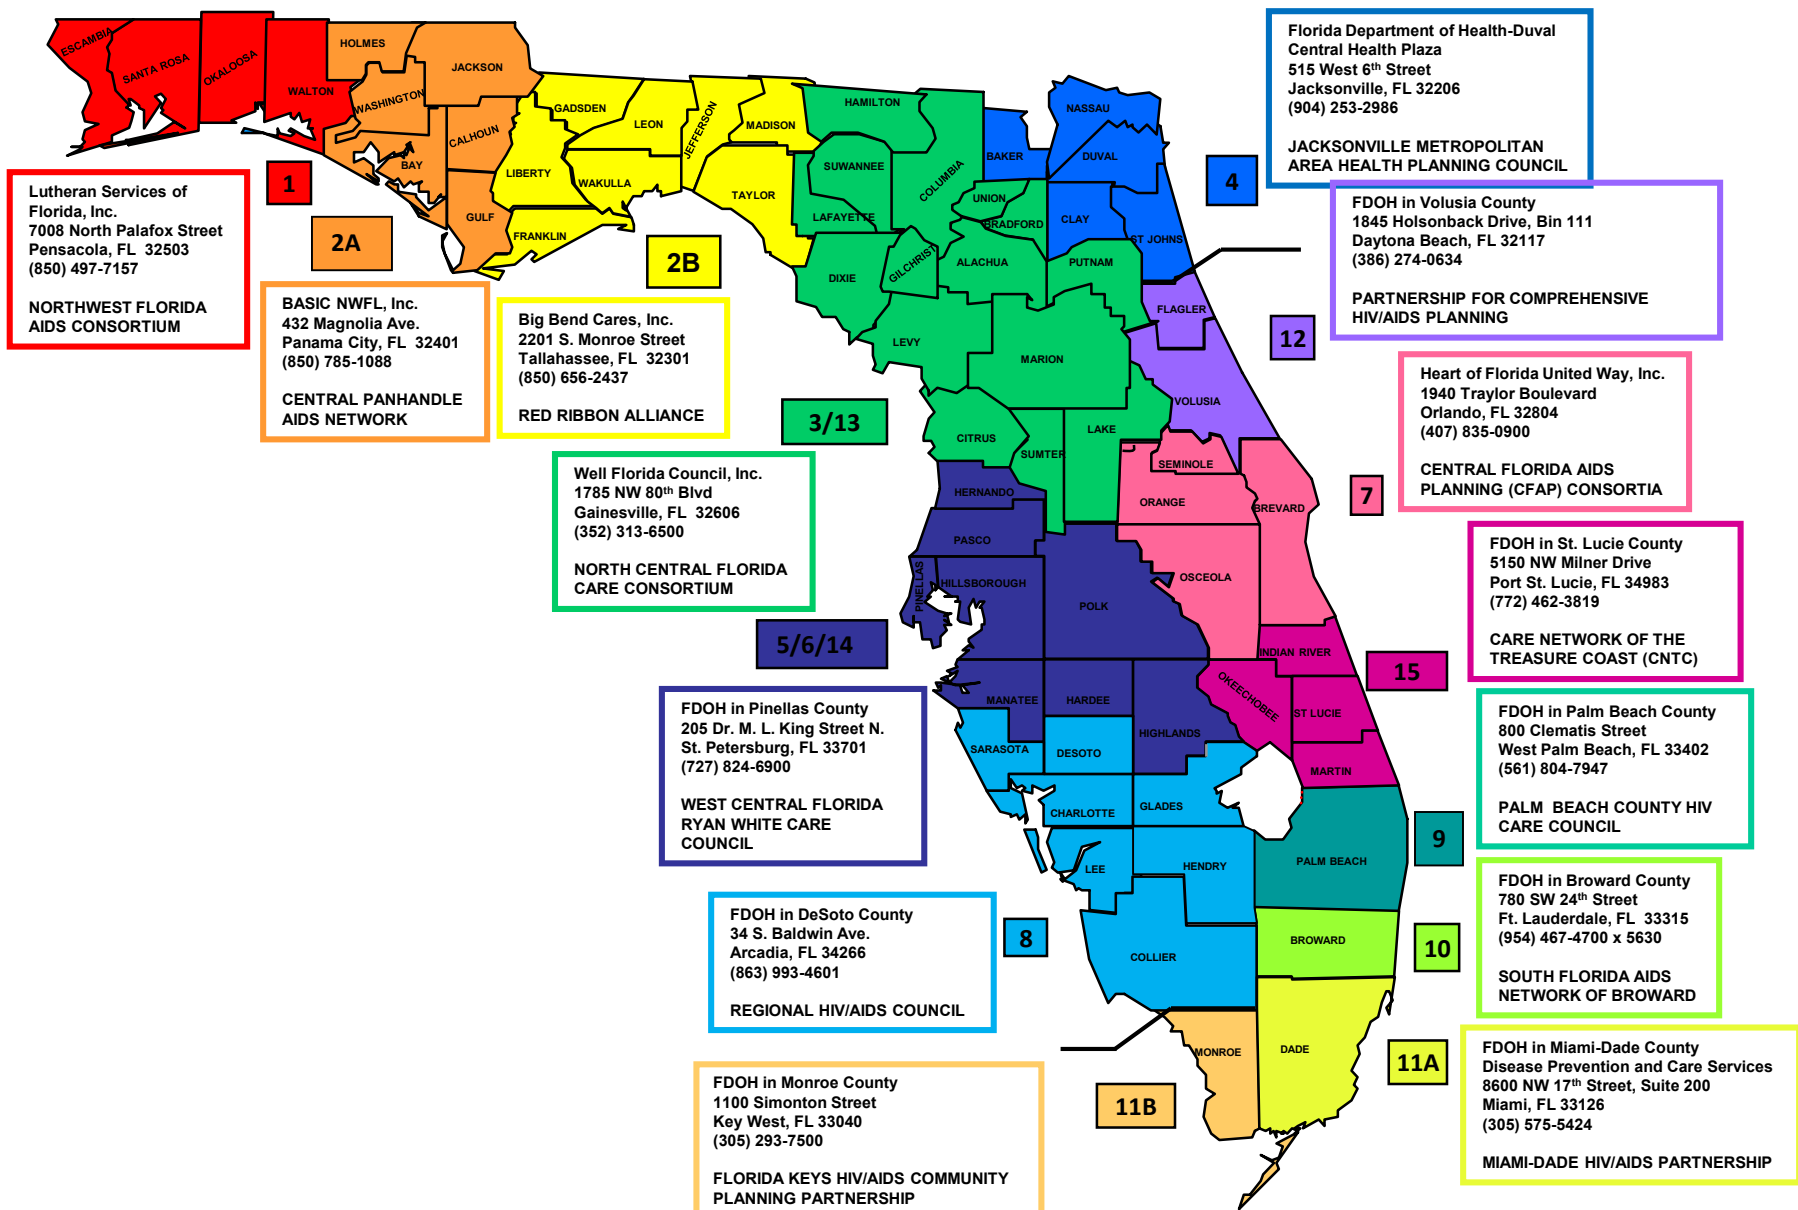 ESCAMBIA
SANTA ROSA
OKALOOSA
WALTON
HOLMES
JACKSON
WASHINGTON
CALHOUN
BAY
GULF
GADSDEN
LEON
JEFFERSON
MADISON
LIBERTY
WAKULLA
FRANKLIN
TAYLOR
HAMILTON
SUWANNEE
COLUMBIA
LAFAYETTE
UNION
BRADFORD
DIXIE
GILCHRIST
ALACHUA
PUTNAM
LEVY
MARION
CITRUS
SUMTER
LAKE
BAKER
NASSAU
DUVAL
CLAY
ST JOHNS
FLAGLER
VOLUSIA
SEMINOLE
ORANGE
BREVARD
OSCEOLA
HERNANDO
PASCO
PINELLAS
HILLSBOROUGH
POLK
MANATEE
HARDEE
HIGHLANDS
INDIAN RIVER
OKEECHOBEE
ST LUCIE
MARTIN
SARASOTA
DESOTO
CHARLOTTE
GLADES
LEE
HENDRY
COLLIER
PALM BEACH
BROWARD
DADE
MONROE
1
Lutheran Services of
Florida, Inc.
7008 North Palafox Street
Pensacola, FL 32503
(850) 497-7157
NORTHWEST FLORIDA
AIDS CONSORTIUM
2A
BASIC NWFL, Inc.
432 Magnolia Ave.
Panama City, FL 32401
(850) 785-1088
CENTRAL PANHANDLE
AIDS NETWORK
2B
Big Bend Cares, Inc.
2201 S. Monroe Street
Tallahassee, FL 32301
(850) 656-2437
RED RIBBON ALLIANCE
3/13
Well Florida Council, Inc.
1785 NW 80th Blvd
Gainesville, FL 32606
(352) 313-6500
NORTH CENTRAL FLORIDA
CARE CONSORTIUM
4
Florida Department of Health-Duval
Central Health Plaza
515 West 6th Street
Jacksonville, FL 32206
(904) 253-2986
JACKSONVILLE METROPOLITAN
AREA HEALTH PLANNING COUNCIL
12
FDOH in Volusia County
1845 Holsonback Drive, Bin 111
Daytona Beach, FL 32117
(386) 274-0634
PARTNERSHIP FOR COMPREHENSIVE
HIV/AIDS PLANNING
7
Heart of Florida United Way, Inc.
1940 Traylor Boulevard
Orlando, FL 32804
(407) 835-0900
CENTRAL FLORIDA AIDS
PLANNING (CFAP) CONSORTIA
15
FDOH in St. Lucie County
5150 NW Milner Drive
Port St. Lucie, FL 34983
(772) 462-3819
CARE NETWORK OF THE
TREASURE COAST (CNTC)
5/6/14
FDOH in Pinellas County
205 Dr. M. L. King Street N.
St. Petersburg, FL 33701
(727) 824-6900
WEST CENTRAL FLORIDA
RYAN WHITE CARE
COUNCIL
9
FDOH in Palm Beach County
800 Clematis Street
West Palm Beach, FL 33402
(561) 804-7947
PALM BEACH COUNTY HIV
CARE COUNCIL
8
FDOH in DeSoto County
34 S. Baldwin Ave.
Arcadia, FL 34266
(863) 993-4601
REGIONAL HIV/AIDS COUNCIL
10
FDOH in Broward County
780 SW 24th Street
Ft. Lauderdale, FL 33315
(954) 467-4700 x 5630
SOUTH FLORIDA AIDS
NETWORK OF BROWARD
11B
FDOH in Monroe County
1100 Simonton Street
Key West, FL 33040
(305) 293-7500
FLORIDA KEYS HIV/AIDS COMMUNITY
PLANNING PARTNERSHIP
11A
FDOH in Miami-Dade County
Disease Prevention and Care Services
8600 NW 17th Street, Suite 200
Miami, FL 33126
(305) 575-5424
MIAMI-DADE HIV/AIDS PARTNERSHIP